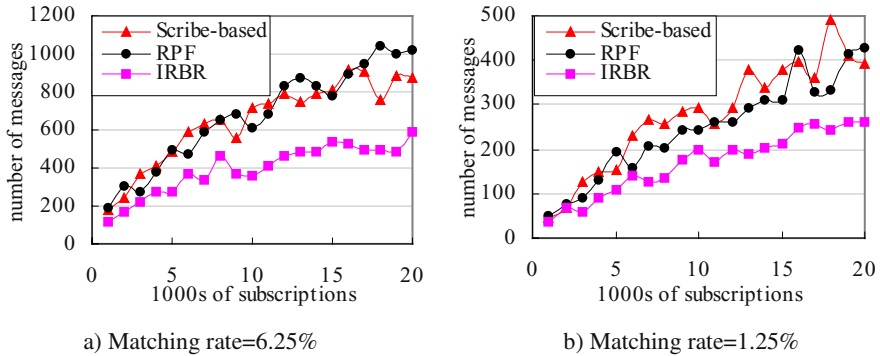 1200
1000
800
600
400
200
0
number of messages
Scribe-based
RPF
IRBR
0 5 10 15 20
1000s of subscriptions
a) Matching rate=6.25%
500
400
300
200
100
0
number of messages
Scribe-based
RPF
IRBR
0 5 10 15 20
1000s of subscriptions
b) Matching rate=1.25%